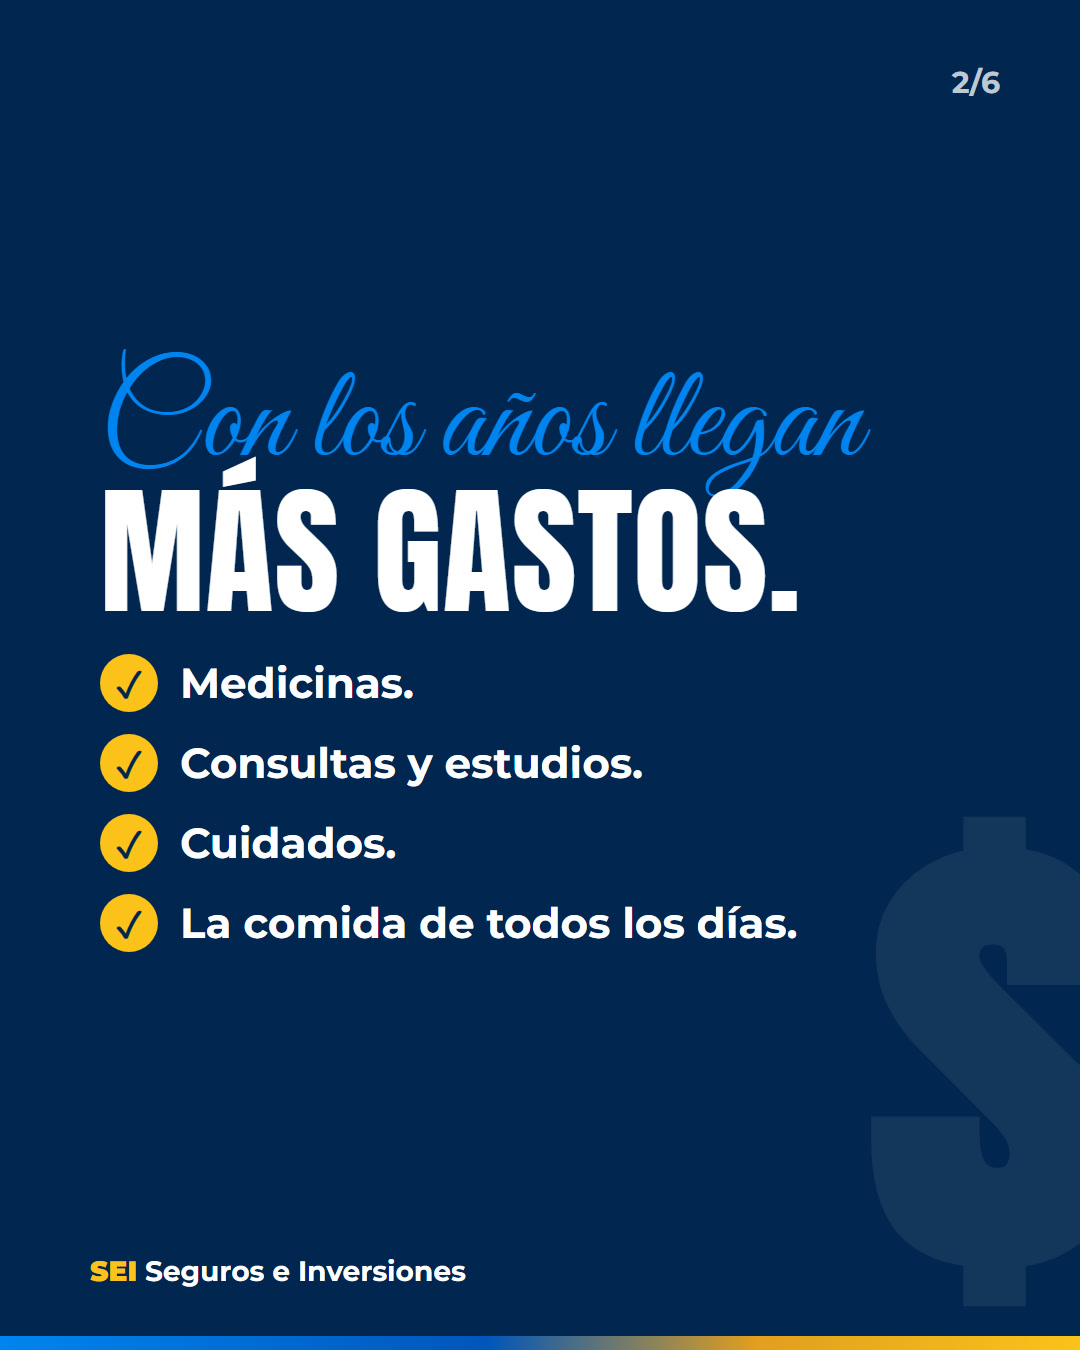 2/6
Con los años llegan
MÁS GASTOS.
✓ Medicinas.
✓ Consultas y estudios.
✓ Cuidados.
✓ La comida de todos los días.
$
SEI Seguros e Inversiones